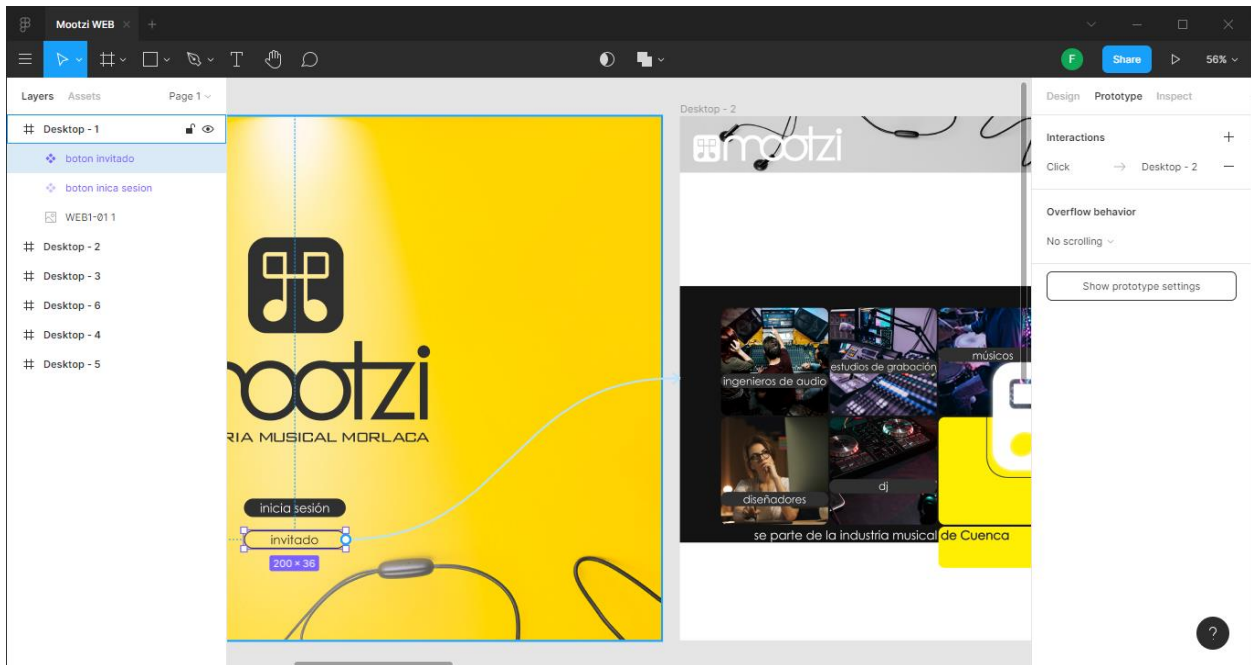 Mootzi WEB
Share
56%
Layers Assets Page 1
Desktop - 1
boton invitado
boton inica sesion
WEB1-01 1
Desktop - 2
Desktop - 3
Desktop - 6
Desktop - 4
Desktop - 5
mootzi
RIA MUSICAL MORLACA
inicia sesión
invitado
200 × 36
Desktop - 2
mootzi
ingenieros de audio
estudios de grabación
músicos
diseñadores
dj
se parte de la industria musical de Cuenca
F
Design Prototype Inspect
Interactions
Click → Desktop - 2
Overflow behavior
No scrolling
Show prototype settings
?